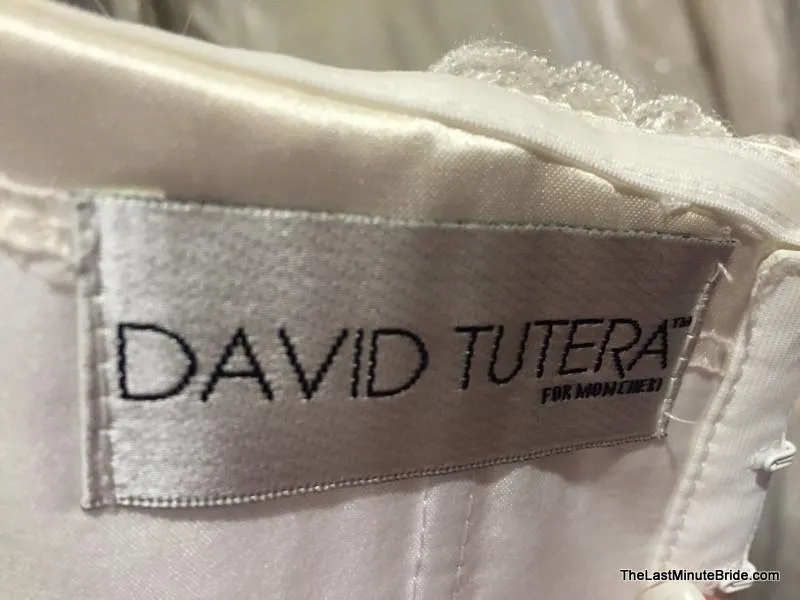 DAVID TUTERA™
FOR MON CHERI
TheLastMinuteBride.com